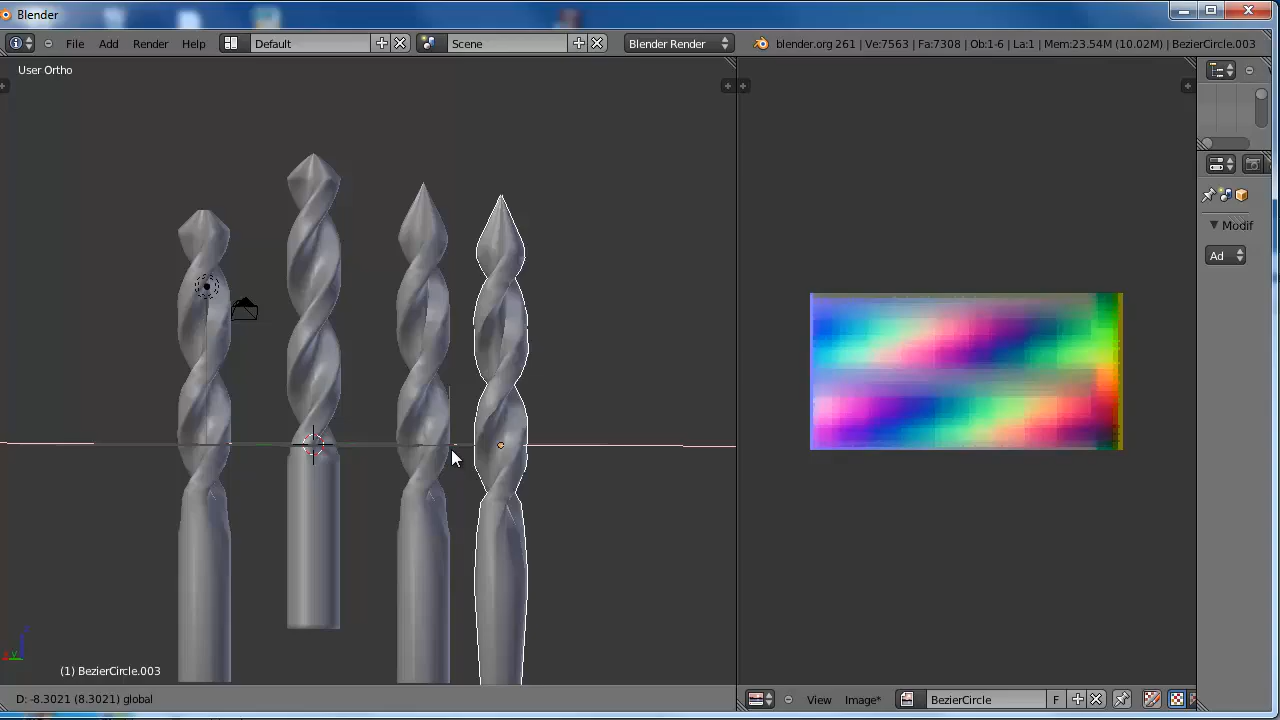 Blender
File Add Render Help Default Scene Blender Render blender.org 261 | Ve:7563 | Fa:7308 | Ob:1-6 | La:1 | Mem:23.54M (10.02M) | BezierCircle.003
User Ortho
Modif
Ad
(1) BezierCircle.003
D: -8.3021 (8.3021) global
View Image* BezierCircle F